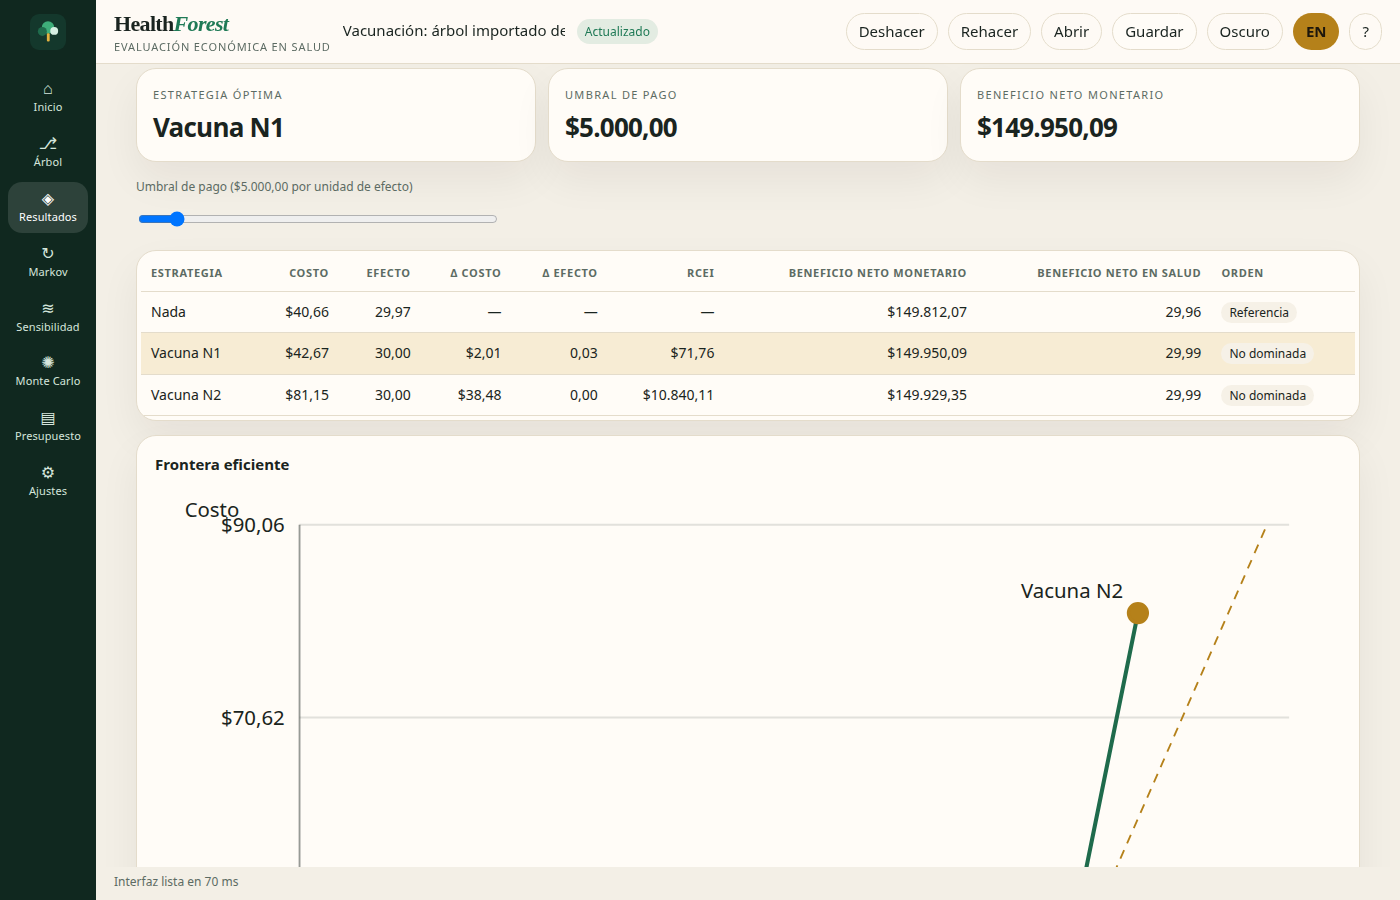 HealthForest
EVALUACIÓN ECONÓMICA EN SALUD
Vacunación: árbol importado de
Actualizado
Deshacer
Rehacer
Abrir
Guardar
Oscuro
EN
?
Inicio
Árbol
Resultados
Markov
Sensibilidad
Monte Carlo
Presupuesto
Ajustes
ESTRATEGIA ÓPTIMA
Vacuna N1
UMBRAL DE PAGO
$5.000,00
BENEFICIO NETO MONETARIO
$149.950,09
Umbral de pago ($5.000,00 por unidad de efecto)
ESTRATEGIA COSTO EFECTO Δ COSTO Δ EFECTO RCEI BENEFICIO NETO MONETARIO BENEFICIO NETO EN SALUD ORDEN
Nada $40,66 29,97 — — — $149.812,07 29,96 Referencia
Vacuna N1 $42,67 30,00 $2,01 0,03 $71,76 $149.950,09 29,99 No dominada
Vacuna N2 $81,15 30,00 $38,48 0,00 $10.840,11 $149.929,35 29,99 No dominada
Frontera eficiente
Costo
$90,06
Vacuna N2
$70,62
Interfaz lista en 70 ms